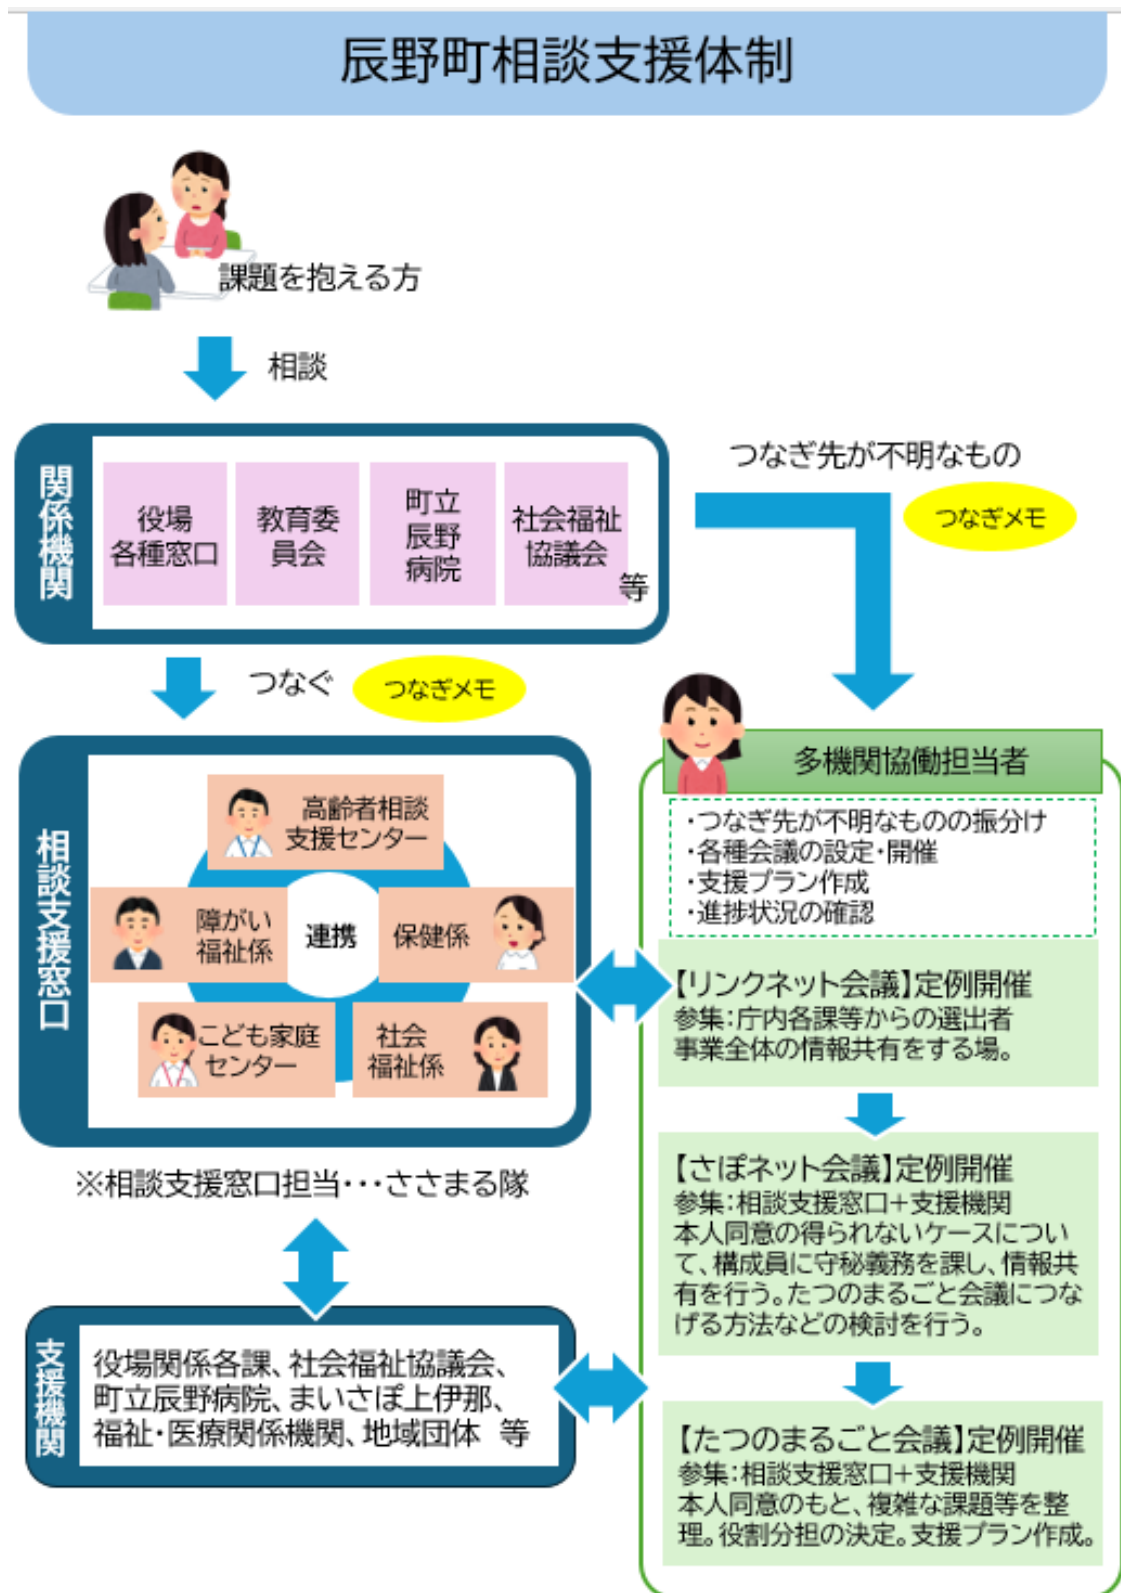 辰野町相談支援体制
課題を抱える方
相談
関係機関
役場
各種窓口
教育委
員会
町立
辰野
病院
社会福祉
協議会
等
つなぎ先が不明なもの
つなぎメモ
つなぐ
つなぎメモ
相談支援窓口
高齢者相談
支援センター
障がい
福祉係
連携
保健係
こども家庭
センター
社会
福祉係
※相談支援窓口担当・・・ささまる隊
支援機関
役場関係各課、社会福祉協議会、
町立辰野病院、まいさぽ上伊那、
福祉・医療関係機関、地域団体 等
多機関協働担当者
・つなぎ先が不明なものの振分け
・各種会議の設定・開催
・支援プラン作成
・進捗状況の確認
【リンクネット会議】定例開催
参集:庁内各課等からの選出者
事業全体の情報共有をする場。
【さぽネット会議】定例開催
参集:相談支援窓口+支援機関
本人同意の得られないケースについ
て、構成員に守秘義務を課し、情報共
有を行う。たつのまるごと会議につな
げる方法などの検討を行う。
【たつのまるごと会議】定例開催
参集:相談支援窓口+支援機関
本人同意のもと、複雑な課題等を整
理。役割分担の決定。支援プラン作成。